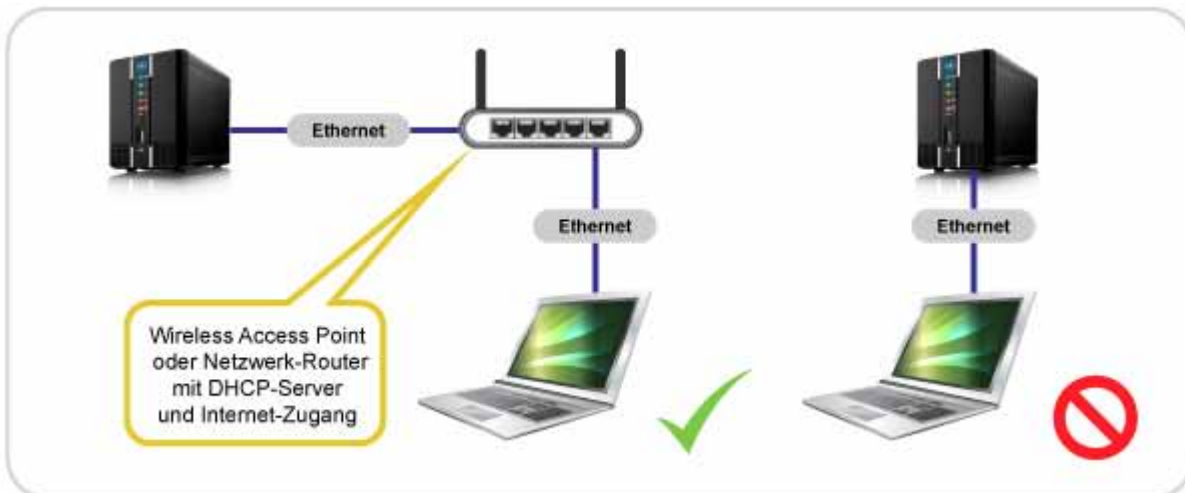 Ethernet
Ethernet
Ethernet
Wireless Access Point
oder Netzwerk-Router
mit DHCP-Server
und Internet-Zugang